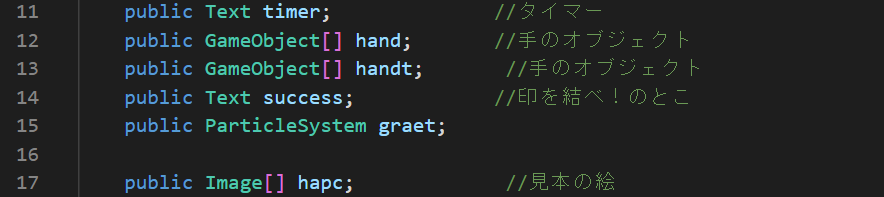 11 public Text timer; //タイマー
12 public GameObject[] hand; //手のオブジェクト
13 public GameObject[] handt; //手のオブジェクト
14 public Text success; //印を結べ！のとこ
15 public ParticleSystem graet;
16
17 public Image[] hapc; //見本の絵